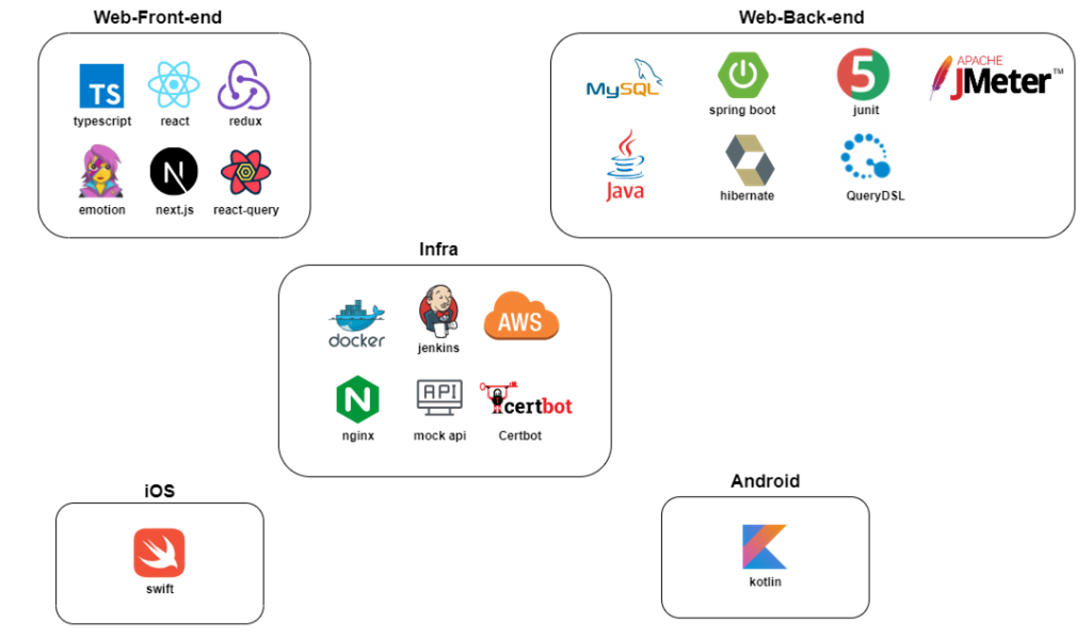 Web-Front-end
TS
typescript
react
redux
emotion
N
next.js
react-query
Web-Back-end
MySQL
spring boot
5
junit
APACHE
JMeter™
Java
hibernate
QueryDSL
Infra
docker
jenkins
AWS
N
nginx
API
mock api
certbot
Certbot
iOS
swift
Android
kotlin